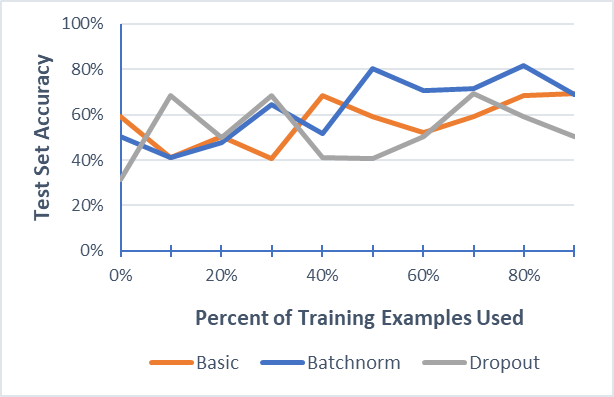 100%
80%
60%
40%
20%
0%
Test Set Accuracy
0% 20% 40% 60% 80%
Percent of Training Examples Used
Basic Batchnorm Dropout